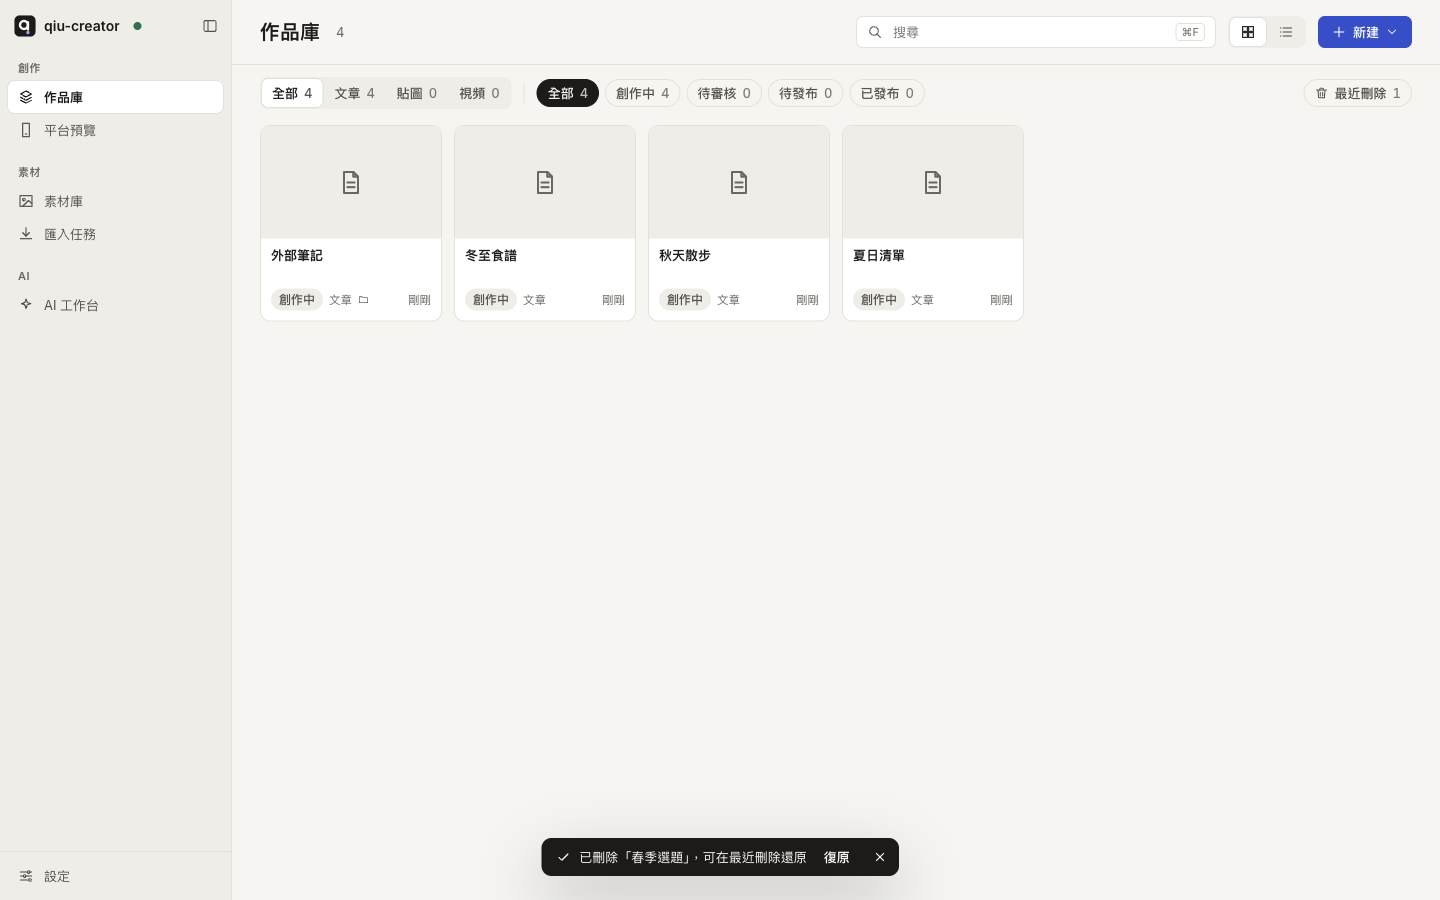 qiu-creator
創作
作品庫
平台預覽
素材
素材庫
匯入任務
AI
AI 工作台
設定
作品庫 4
搜尋 ⌘F
新建
全部 4 文章 4 貼圖 0 視頻 0
全部 4 創作中 4 待審核 0 待發布 0 已發布 0
最近刪除 1
外部筆記
創作中 文章 剛剛
冬至食譜
創作中 文章 剛剛
秋天散步
創作中 文章 剛剛
夏日清單
創作中 文章 剛剛
已刪除「春季選題」，可在最近刪除還原 復原